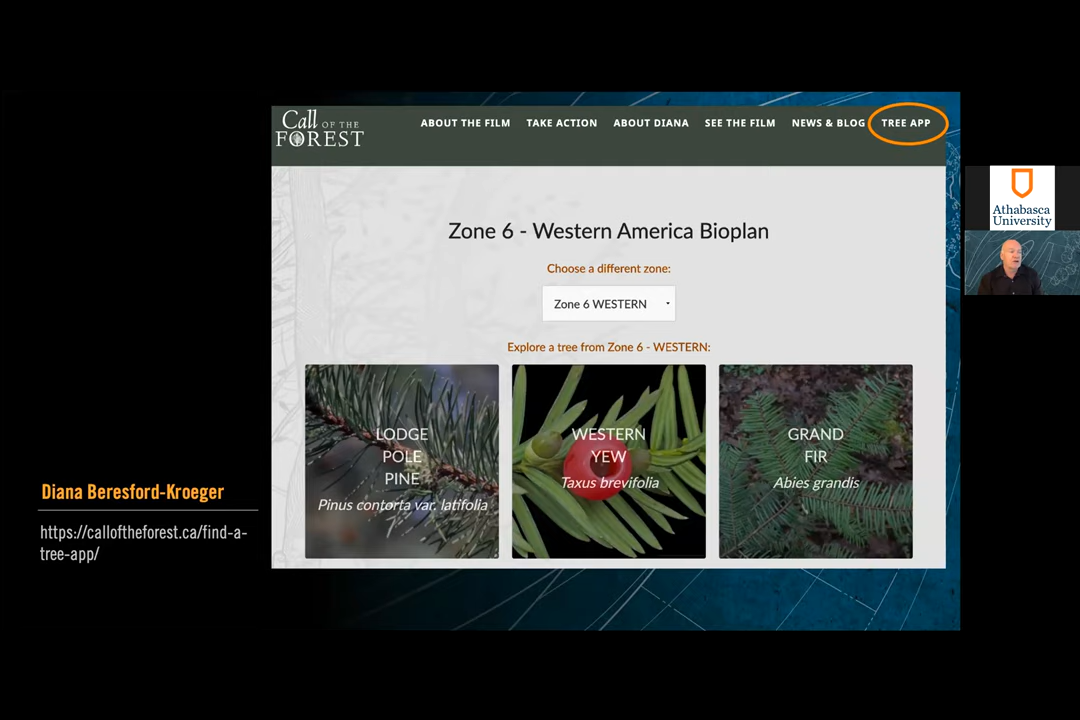 Call OF THE
FOREST
ABOUT THE FILM TAKE ACTION ABOUT DIANA SEE THE FILM NEWS & BLOG TREE APP
Zone 6 - Western America Bioplan
Choose a different zone:
Zone 6 WESTERN
Explore a tree from Zone 6 - WESTERN:
LODGE
POLE
PINE
Pinus contorta var. latifolia
WESTERN
YEW
Taxus brevifolia
GRAND
FIR
Abies grandis
Diana Beresford-Kroeger
https://calloftheforest.ca/find-a-
tree-app/
Athabasca
University